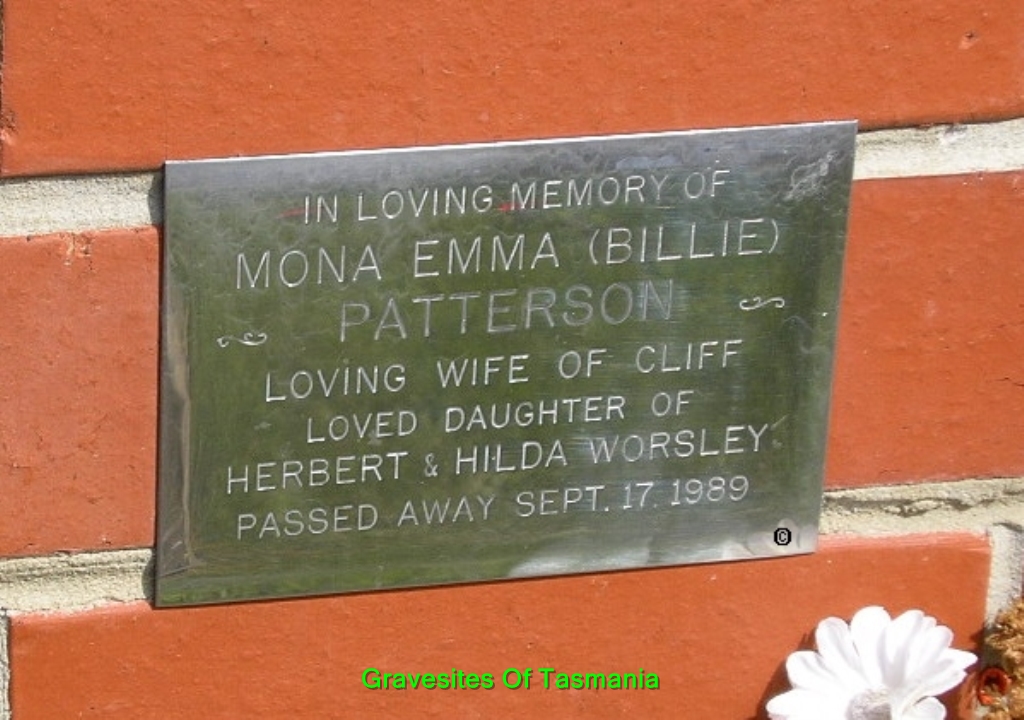 IN LOVING MEMORY OF
MONA EMMA (BILLIE)
PATTERSON
LOVING WIFE OF CLIFF
LOVED DAUGHTER OF
HERBERT & HILDA WORSLEY
PASSED AWAY SEPT. 17. 1989
©
Gravesites Of Tasmania